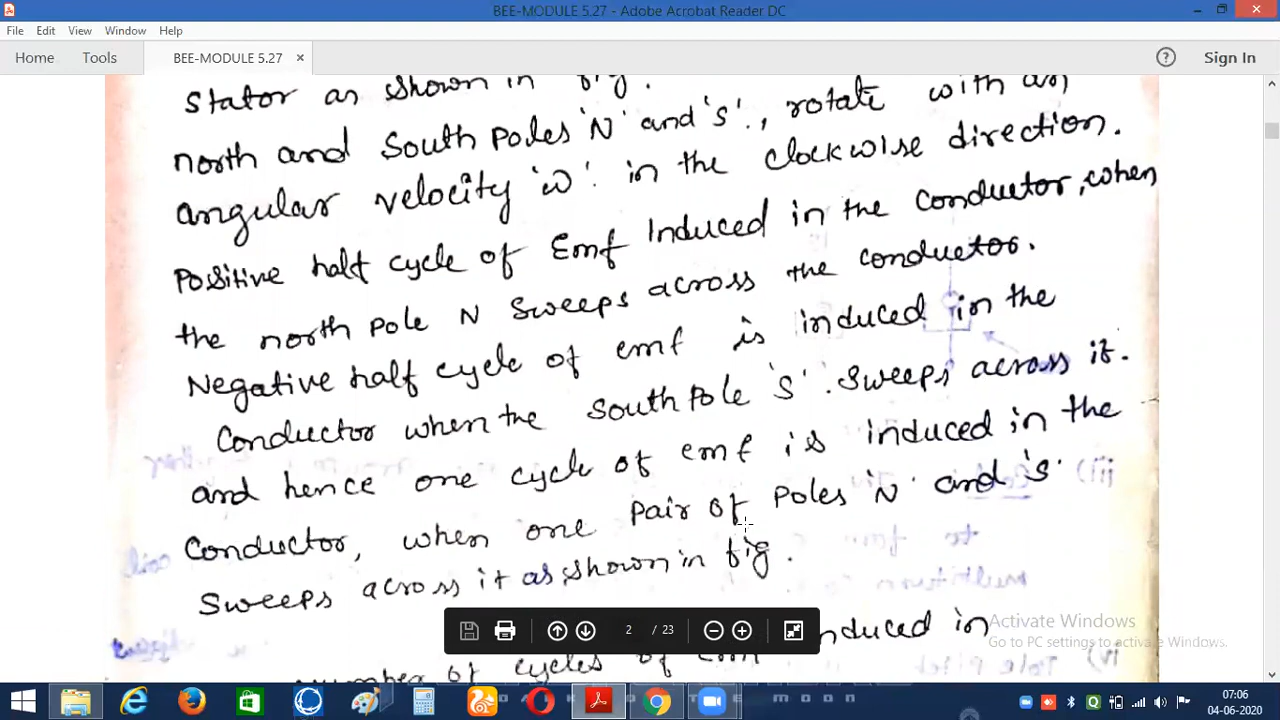 BEE-MODULE 5.27 - Adobe Acrobat Reader DC
File Edit View Window Help
Home Tools BEE-MODULE 5.27 × ? Sign In
stator as shown in fig.
north and South Poles 'N' and 's'., rotate with an
angular velocity 'w'. in the clockwise direction.
Positive half cycle of Emf Induced in the conductor, when
the north pole N Sweeps across the conductor.
Negative half cycle of emf is induced in the
Conductor when the South Pole 's'. Sweeps across it.
and hence one cycle of emf is induced in the
Conductor, when one pair of Poles 'N' and 's'
Sweeps across it as shown in fig.
2 / 23
number of cycles of emf induced in
Activate Windows
Go to PC settings to activate Windows.
07:06
04-06-2020